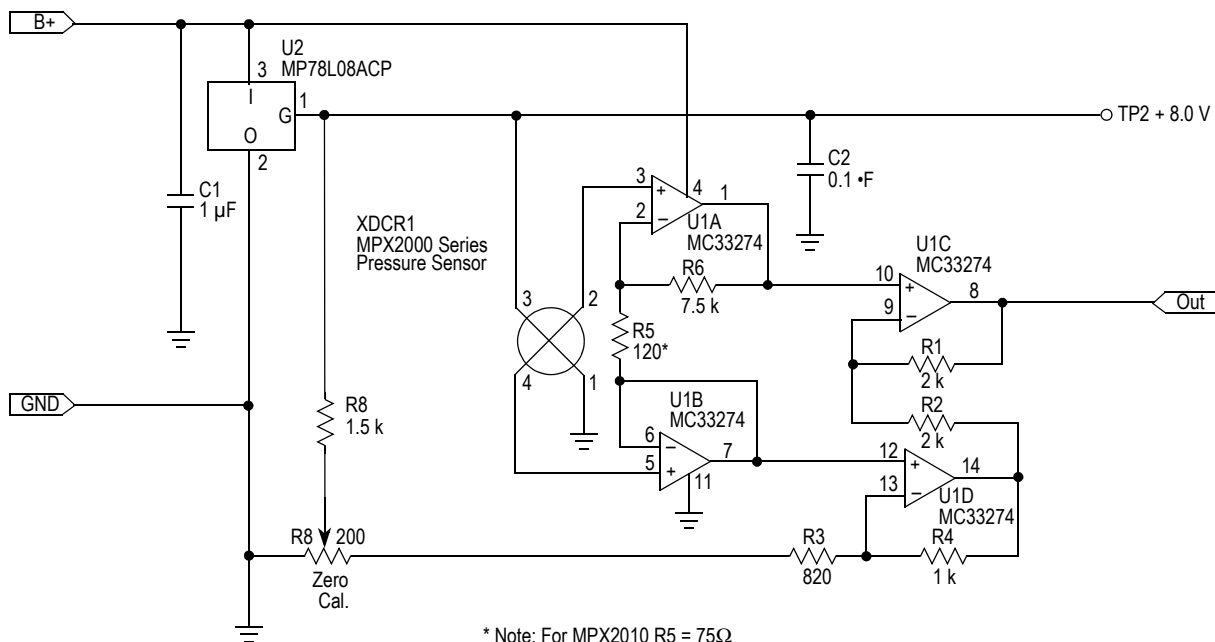 B+
U2
MP78L08ACP
3
I
G
1
O
2
TP2 + 8.0 V
C1
1 µF
C2
0.1 •F
XDCR1
MPX2000 Series
Pressure Sensor
3
2
4
1
3
2
4
1
U1A
MC33274
R6
7.5 k
R5
120*
U1C
MC33274
10
9
8
Out
R1
2 k
R2
2 k
GND
R8
1.5 k
U1B
MC33274
6
5
7
11
12
13
14
U1D
MC33274
R8 200
Zero
Cal.
R3
820
R4
1 k
* Note: For MPX2010 R5 = 75Ω